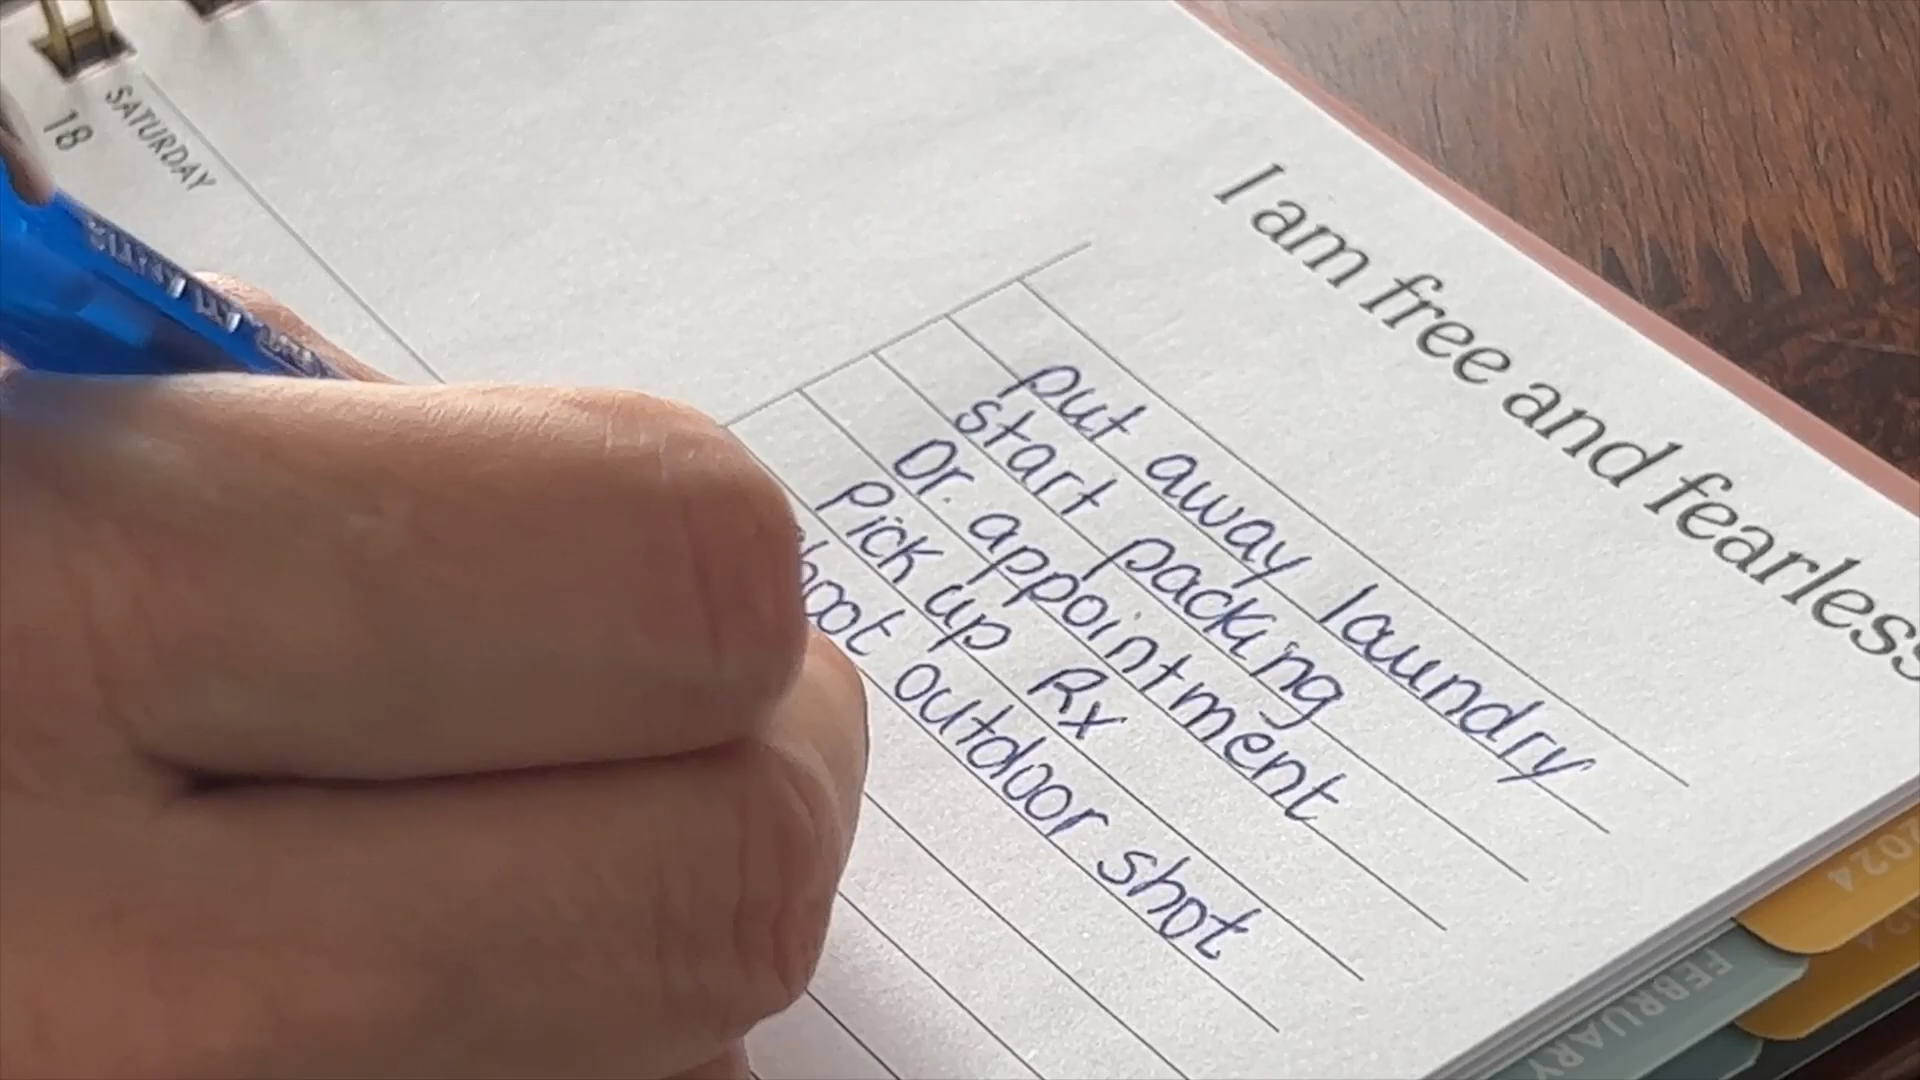 SATURDAY
18
I am free and fearless
put away laundry
start packing
Dr. appointment
Pick up Rx
outdoor shot
2024
FEBRUARY